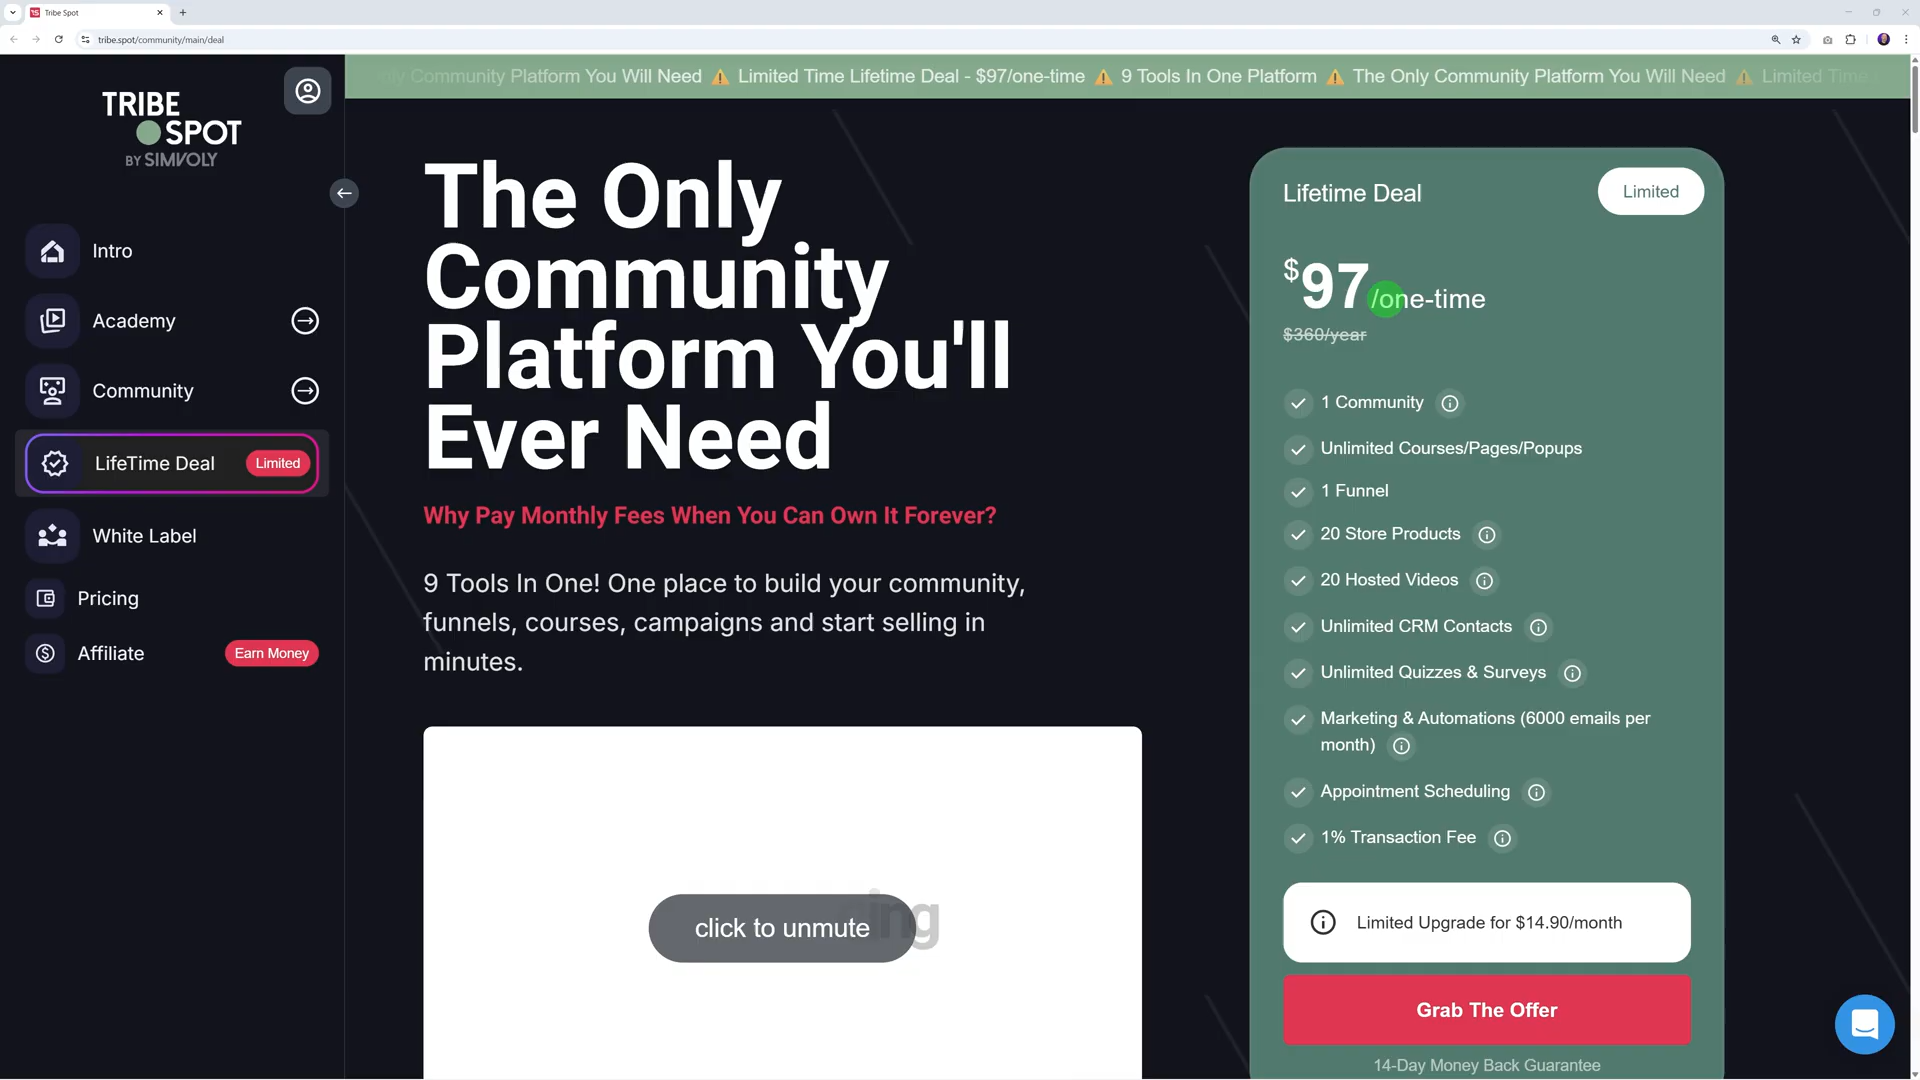 Tribe Spot
tribe.spot/community/main/deal
TRIBE
SPOT
BY SIMVOLY
only Community Platform You Will Need ⚠ Limited Time Lifetime Deal - $97/one-time ⚠ 9 Tools In One Platform ⚠ The Only Community Platform You Will Need ⚠ Limited Time
Intro
Academy
Community
LifeTime Deal Limited
White Label
Pricing
Affiliate Earn Money
The Only
Community
Platform You'll
Ever Need
Why Pay Monthly Fees When You Can Own It Forever?
9 Tools In One! One place to build your community,
funnels, courses, campaigns and start selling in
minutes.
click to unmute
Lifetime Deal Limited
$97/one-time
$360/year
1 Community
Unlimited Courses/Pages/Popups
1 Funnel
20 Store Products
20 Hosted Videos
Unlimited CRM Contacts
Unlimited Quizzes & Surveys
Marketing & Automations (6000 emails per
month)
Appointment Scheduling
1% Transaction Fee
Limited Upgrade for $14.90/month
Grab The Offer
14-Day Money Back Guarantee